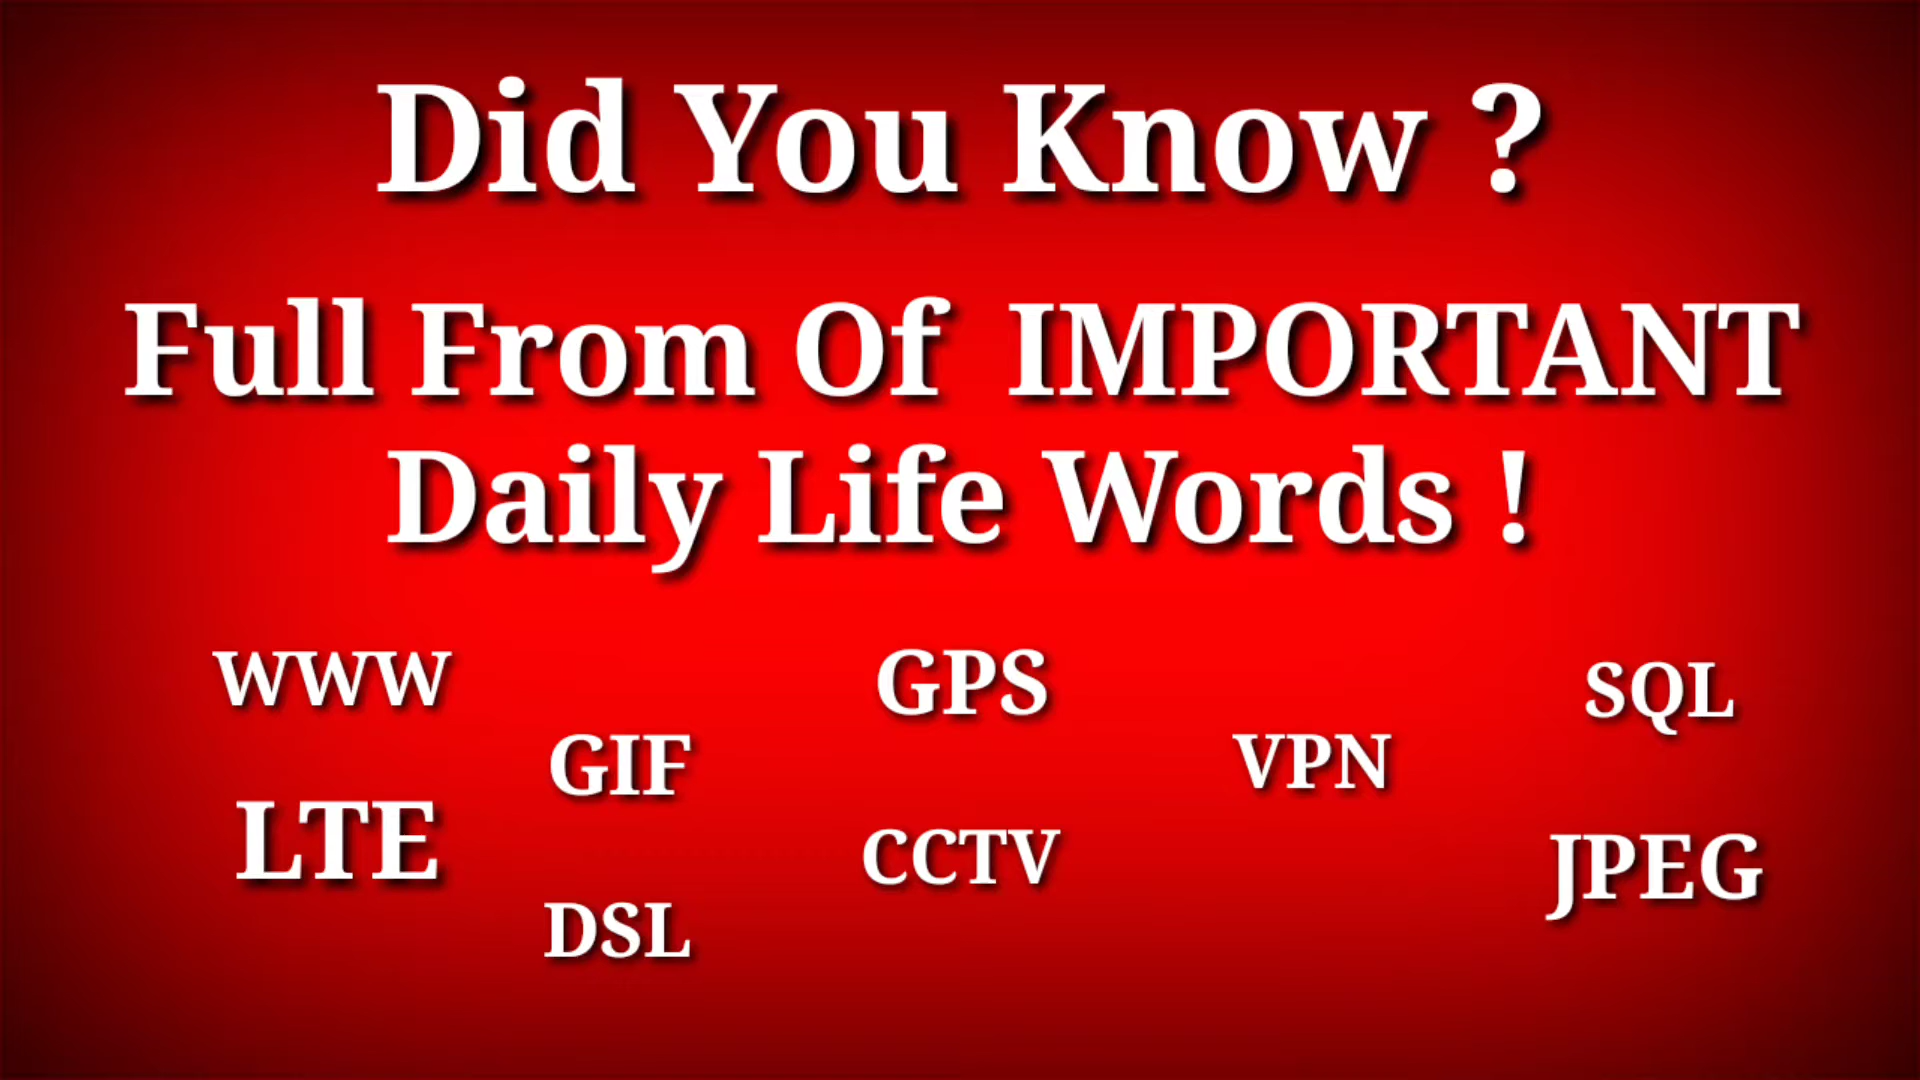 Did You Know ?
Full From Of IMPORTANT
Daily Life Words !
WWW
GPS
SQL
GIF
VPN
LTE
CCTV
JPEG
DSL